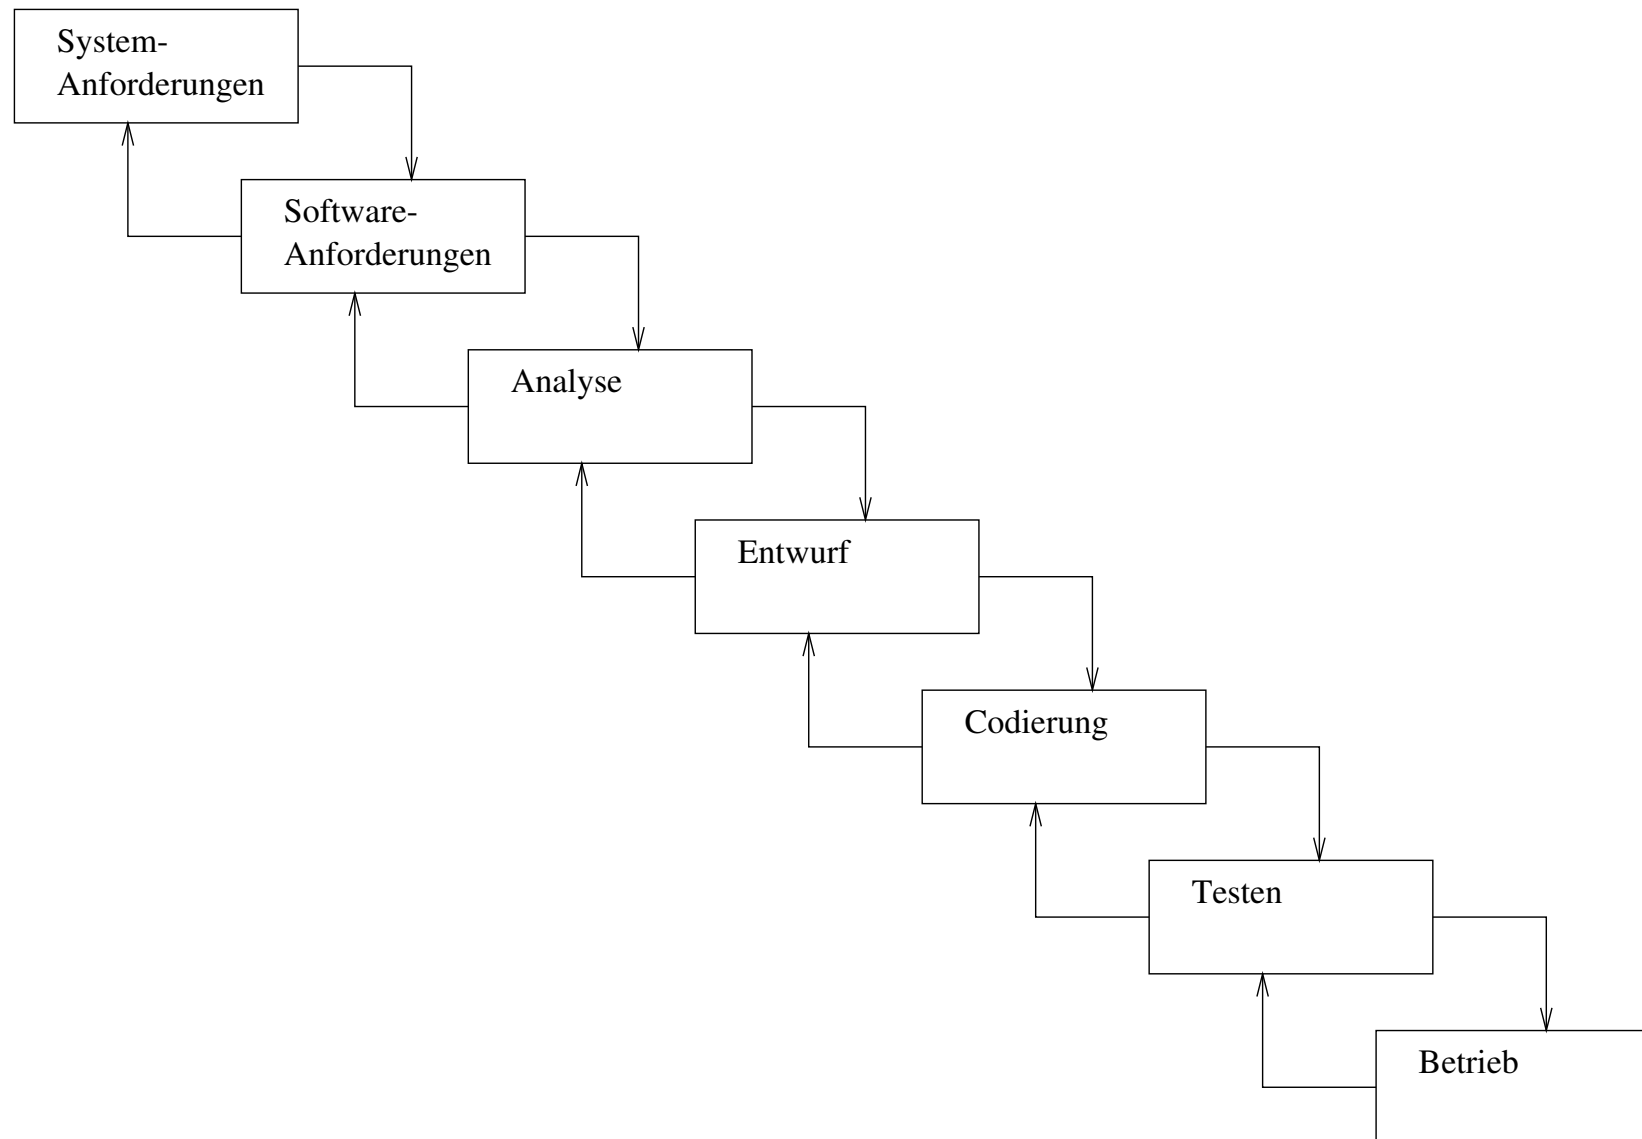 System-
Anforderungen
Software-
Anforderungen
Analyse
Entwurf
Codierung
Testen
Betrieb